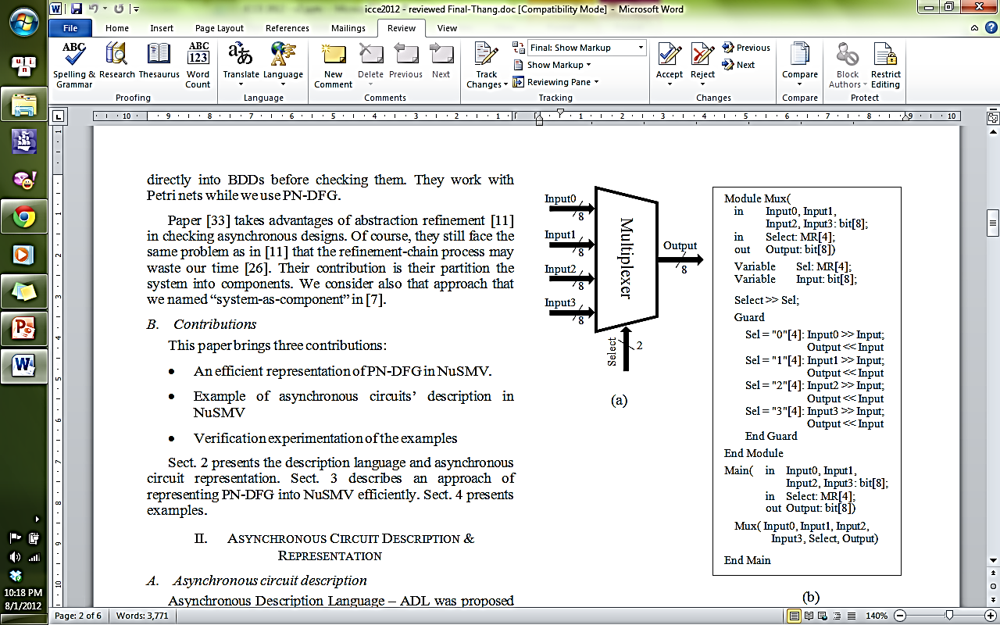 icce2012 - reviewed Final-Thang.doc [Compatibility Mode] - Microsoft Word
File Home Insert Page Layout References Mailings Review View
ABC
Spelling & Grammar
Research
Thesaurus
ABC
123
Word Count
Proofing
Translate
Language
Language
New Comment
Delete
Previous
Next
Comments
Track Changes
Final: Show Markup
Show Markup
Reviewing Pane
Tracking
Accept
Reject
Previous
Next
Changes
Compare
Compare
Block Authors
Restrict Editing
Protect
directly into BDDs before checking them. They work with
Petri nets while we use PN-DFG.
Paper [33] takes advantages of abstraction refinement [11]
in checking asynchronous designs. Of course, they still face the
same problem as in [11] that the refinement-chain process may
waste our time [26]. Their contribution is their partition the
system into components. We consider also that approach that
we named “system-as-component” in [7].
B. Contributions
This paper brings three contributions:
• An efficient representation of PN-DFG in NuSMV.
• Example of asynchronous circuits’ description in
NuSMV
• Verification experimentation of the examples
Sect. 2 presents the description language and asynchronous
circuit representation. Sect. 3 describes an approach of
representing PN-DFG into NuSMV efficiently. Sect. 4 presents
examples.
II. ASYNCHRONOUS CIRCUIT DESCRIPTION &
REPRESENTATION
A. Asynchronous circuit description
Asynchronous Description Language – ADL was proposed
Input0
8
Input1
8
Input2
8
Input3
8
Multiplexer
Output
8
Select
2
(a)
Module Mux(
in Input0, Input1,
Input2, Input3: bit[8];
in Select: MR[4];
out Output: bit[8])
Variable Sel: MR[4];
Variable Input: bit[8];
Select >> Sel;
Guard
Sel = "0"[4]: Input0 >> Input;
Output << Input
Sel = "1"[4]: Input1 >> Input;
Output << Input
Sel = "2"[4]: Input2 >> Input;
Output << Input
Sel = "3"[4]: Input3 >> Input;
Output << Input
End Guard
End Module
Main( in Input0, Input1,
Input2, Input3: bit[8];
in Select: MR[4];
out Output: bit[8])
Mux( Input0, Input1, Input2,
Input3, Select, Output)
End Main
(b)
10:18 PM
8/1/2012
Page: 2 of 6 Words: 3,771
140%